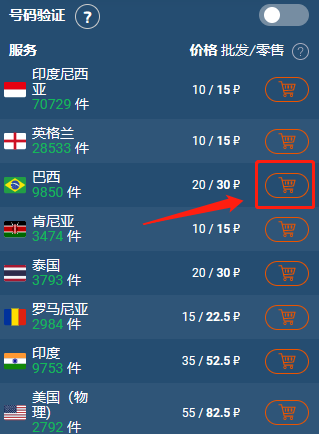 号码验证 ?
服务 价格 批发/零售 ?
印度尼西
亚
70729 件
10 / 15 ₽
英格兰
28533 件
10 / 15 ₽
巴西
9850 件
20 / 30 ₽
肯尼亚
3474 件
10 / 15 ₽
泰国
3793 件
20 / 30 ₽
罗马尼亚
2984 件
15 / 22.5 ₽
印度
9753 件
35 / 52.5 ₽
美国（物
理）
2792 件
55 / 82.5 ₽